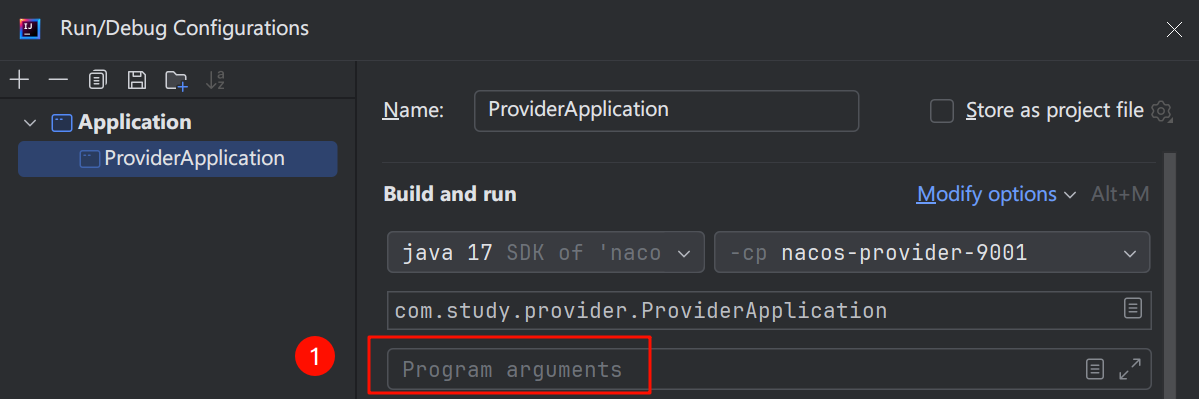 Run/Debug Configurations
Application
ProviderApplication
Name: ProviderApplication Store as project file
Build and run Modify options Alt+M
java 17 SDK of 'naco -cp nacos-provider-9001
com.study.provider.ProviderApplication
1 Program arguments